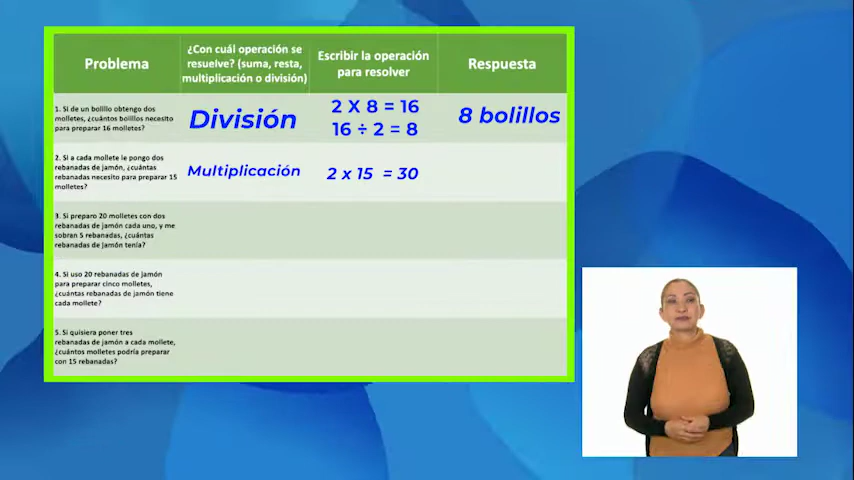 Problema
¿Con cuál operación se
resuelve? (suma, resta,
multiplicación o división)
Escribir la operación
para resolver
Respuesta
1. Si de un bolillo obtengo dos
molletes, ¿cuántos bolillos necesito
para preparar 16 molletes?
División
2 X 8 = 16
16 ÷ 2 = 8
8 bolillos
2. Si a cada mollete le pongo dos
rebanadas de jamón, ¿cuántas
rebanadas necesito para preparar 15
molletes?
Multiplicación
2 x 15 = 30
3. Si preparo 20 molletes con dos
rebanadas de jamón cada uno, y me
sobran 5 rebanadas, ¿cuántas
rebanadas de jamón tenía?
4. Si uso 20 rebanadas de jamón
para preparar cinco molletes,
¿cuántas rebanadas de jamón tiene
cada mollete?
5. Si quisiera poner tres
rebanadas de jamón a cada mollete,
¿cuántos molletes podría preparar
con 15 rebanadas?